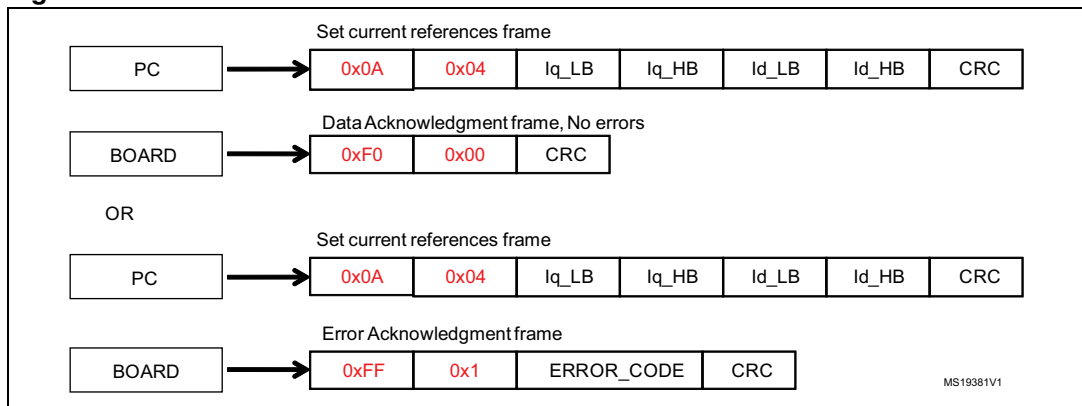 Set current references frame
PC 0x0A 0x04 Iq_LB Iq_HB Id_LB Id_HB CRC
Data Acknowledgment frame, No errors
BOARD 0xF0 0x00 CRC
OR
Set current references frame
PC 0x0A 0x04 Iq_LB Iq_HB Id_LB Id_HB CRC
Error Acknowledgment frame
BOARD 0xFF 0x1 ERROR_CODE CRC
MS19381V1